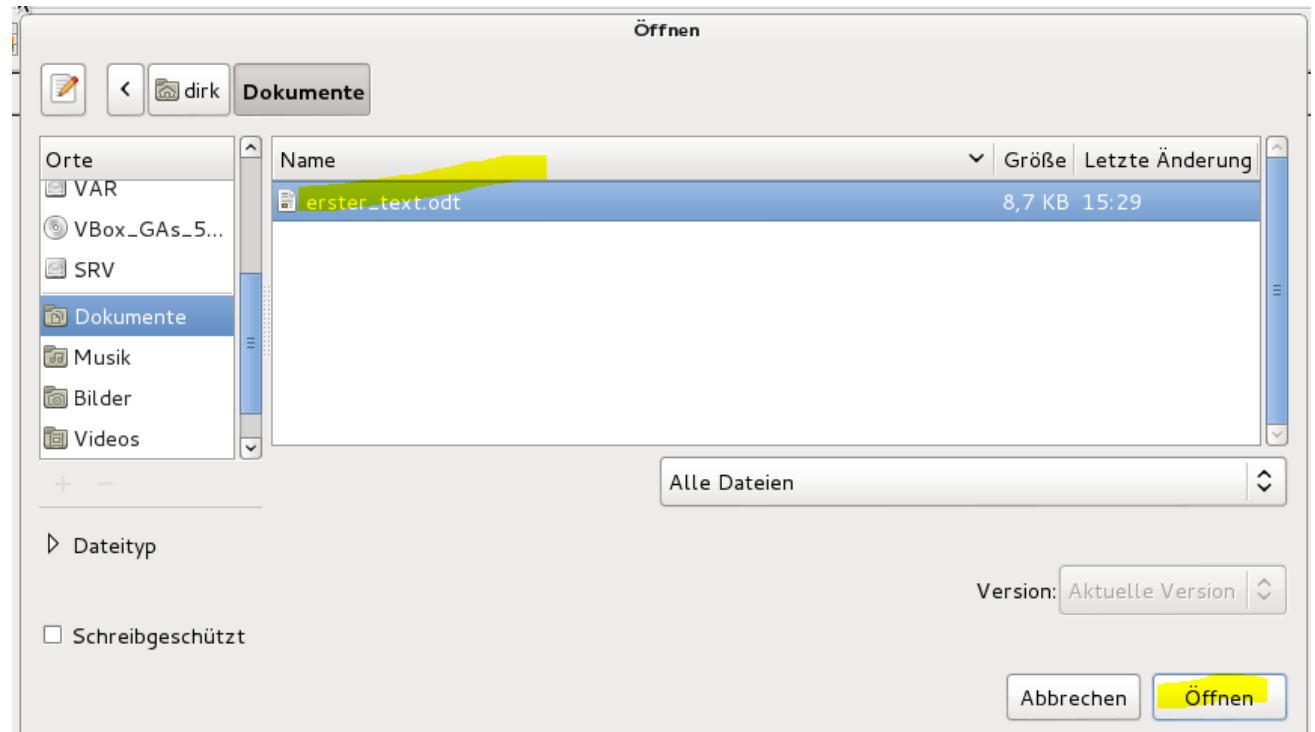 Öffnen
dirk Dokumente
Orte
Name Größe Letzte Änderung
VAR
erster_text.odt 8,7 KB 15:29
VBox_GAs_5...
SRV
Dokumente
Musik
Bilder
Videos
Alle Dateien
Dateityp
Version: Aktuelle Version
Schreibgeschützt
Abbrechen Öffnen